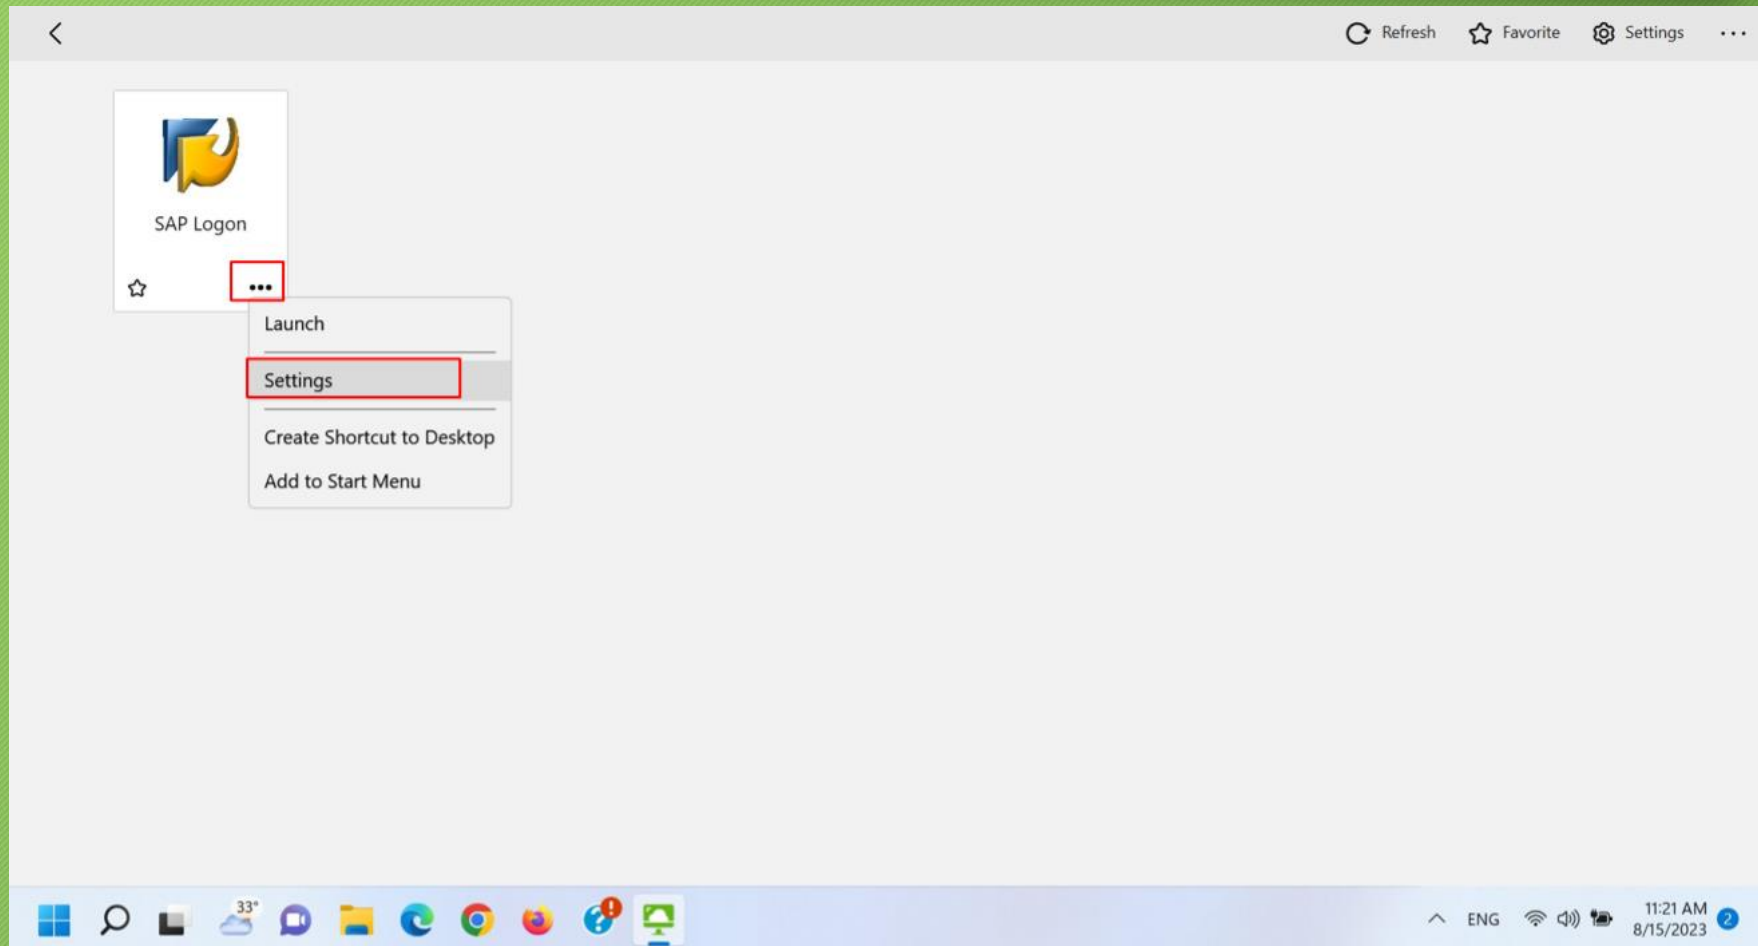 Refresh Favorite Settings
SAP Logon
Launch
Settings
Create Shortcut to Desktop
Add to Start Menu
33°
ENG
11:21 AM
8/15/2023
2